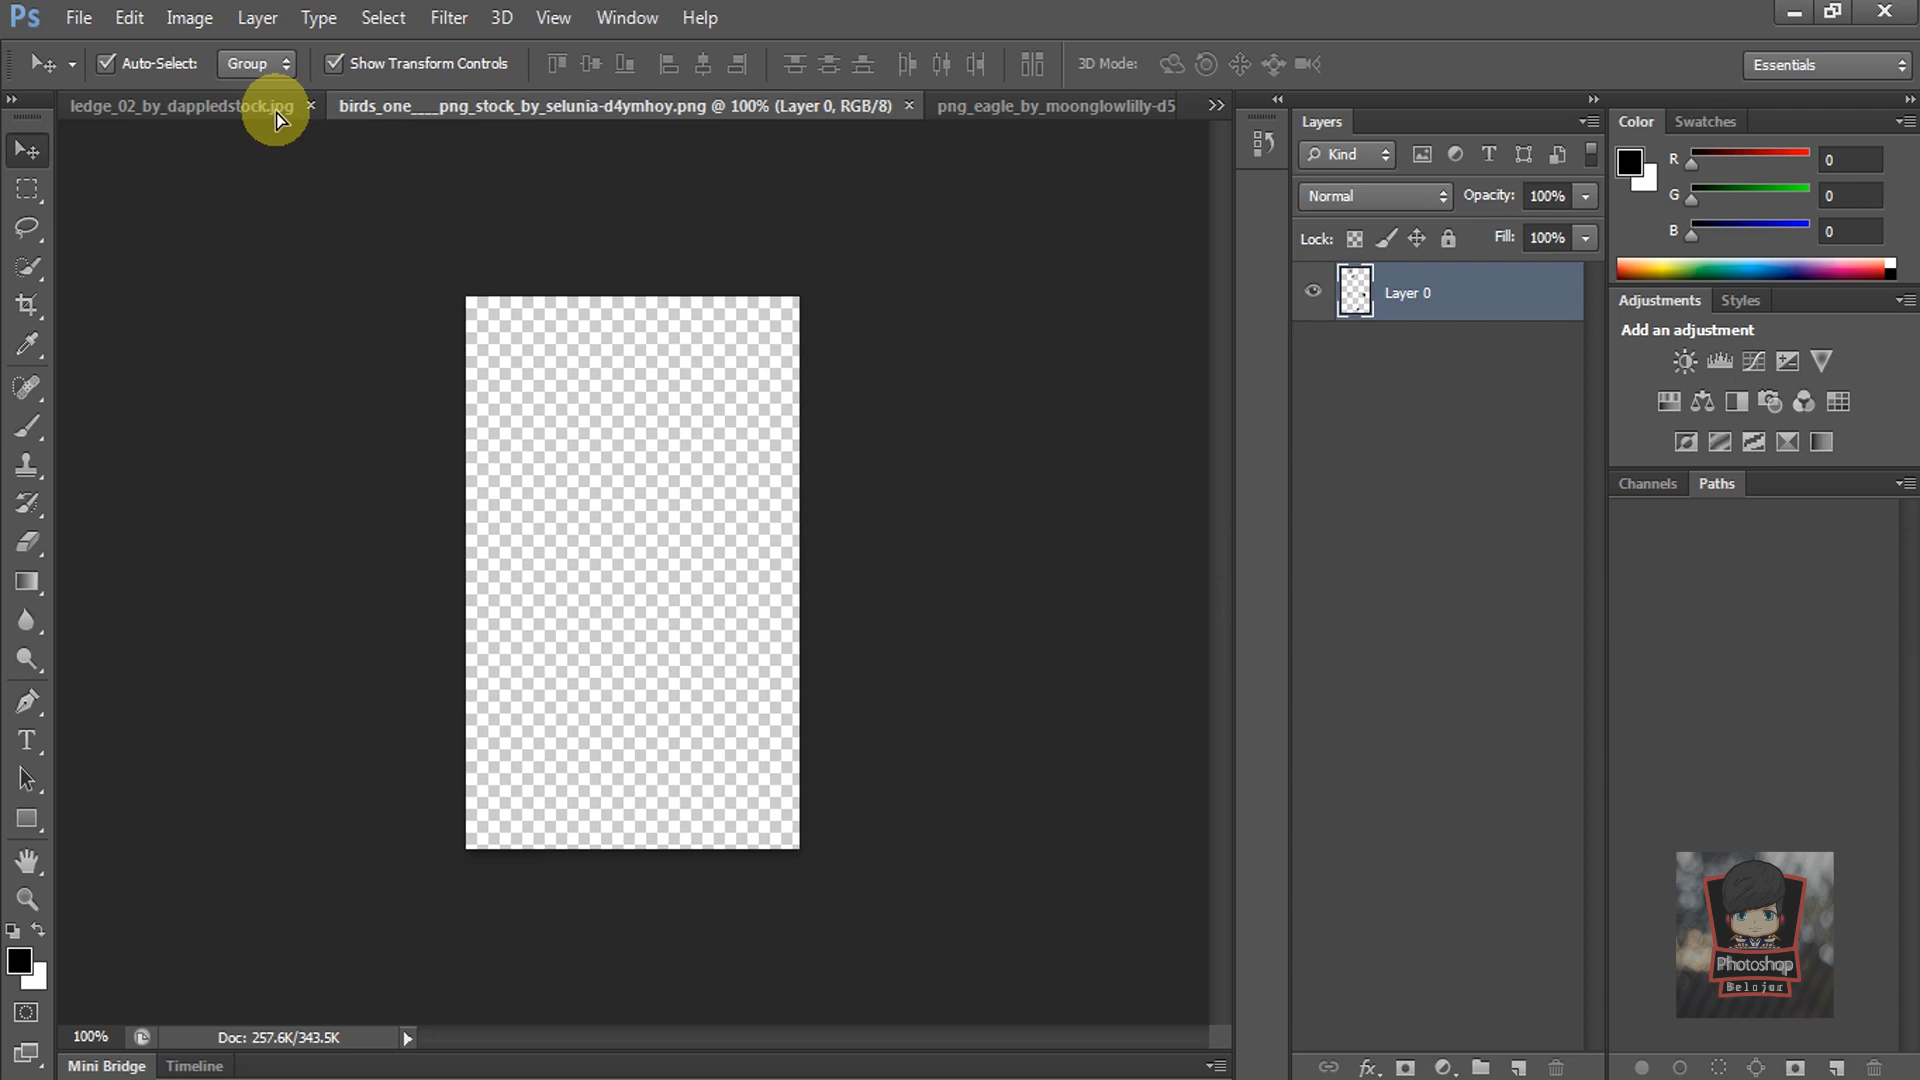 Ps File Edit Image Layer Type Select Filter 3D View Window Help
Auto-Select: Group Show Transform Controls 3D Mode: Essentials
ledge_02_by_dappledstock.jpg × birds_one____png_stock_by_selunia-d4ymhoy.png @ 100% (Layer 0, RGB/8) × png_eagle_by_moonglowlilly-d5
Layers
Kind
Normal Opacity: 100%
Lock: Fill: 100%
Layer 0
Color Swatches
R 0
G 0
B 0
Adjustments Styles
Add an adjustment
Channels Paths
Photoshop
Belajar
100% Doc: 257.6K/343.5K
Mini Bridge Timeline